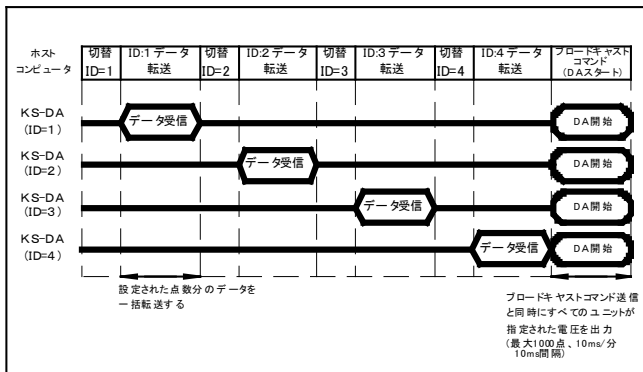 ホスト
コンピュータ
切替
ID=1
ID:1データ
転送
切替
ID=2
ID:2データ
転送
切替
ID=3
ID:3データ
転送
切替
ID=4
ID:4データ
転送
ブロードキャスト
コマンド
(DAスタート)
KS-DA
(ID=1)
データ受信
DA開始
KS-DA
(ID=2)
データ受信
DA開始
KS-DA
(ID=3)
データ受信
DA開始
KS-DA
(ID=4)
データ受信
DA開始
設定された点数分のデータを
一括転送する
ブロードキャストコマンド送信
と同時にすべてのユニットが
指定された電圧を出力
(最大1000点、10ms/分
10ms間隔)